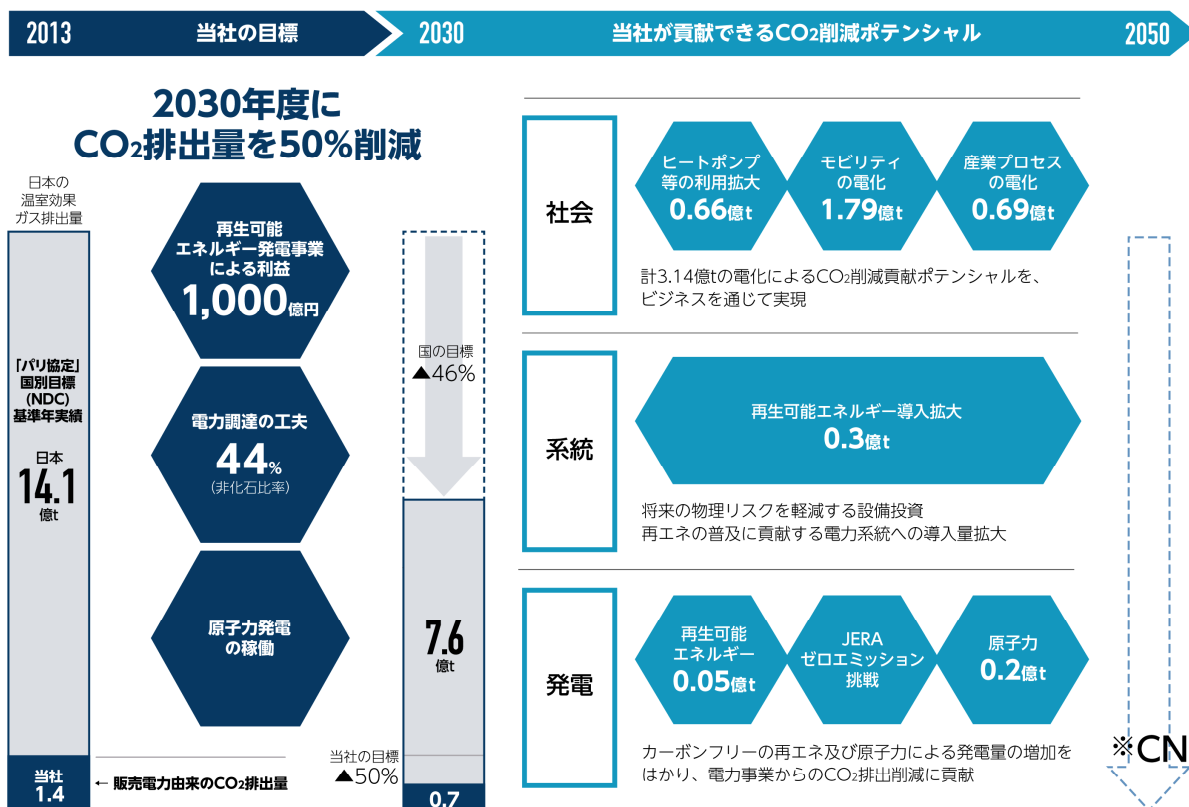 2013
当社の目標
2030
当社が貢献できるCO2削減ポテンシャル
2050
2030年度に
CO2排出量を50%削減
日本の
温室効果
ガス排出量
「パリ協定」
国別目標
(NDC)
基準年実績
日本
14.1
億t
当社
1.4
← 販売電力由来のCO2排出量
再生可能
エネルギー発電事業
による利益
1,000億円
電力調達の工夫
44%
(非化石比率)
原子力発電
の稼働
国の目標
▲46%
7.6
億t
当社の目標
▲50%
0.7
社会
ヒートポンプ
等の利用拡大
0.66億t
モビリティ
の電化
1.79億t
産業プロセス
の電化
0.69億t
計3.14億tの電化によるCO2削減貢献ポテンシャルを、
ビジネスを通じて実現
系統
再生可能エネルギー導入拡大
0.3億t
将来の物理リスクを軽減する設備投資
再エネの普及に貢献する電力系統への導入量拡大
発電
再生可能
エネルギー
0.05億t
JERA
ゼロエミッション
挑戦
原子力
0.2億t
カーボンフリーの再エネ及び原子力による発電量の増加を
はかり、電力事業からのCO2排出削減に貢献
※CN